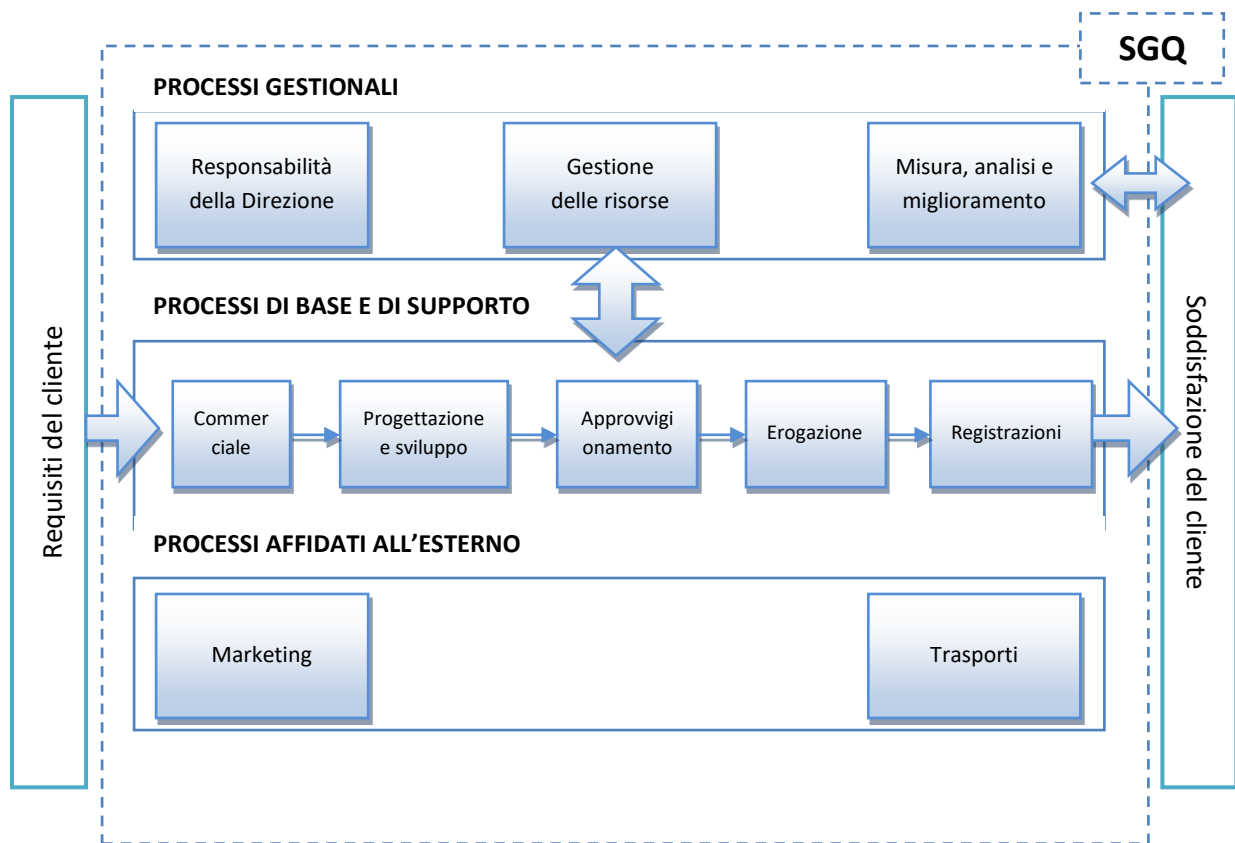 SGQ
PROCESSI GESTIONALI
Responsabilità
della Direzione
Gestione
delle risorse
Misura, analisi e
miglioramento
PROCESSI DI BASE E DI SUPPORTO
Requisiti del cliente
Commer
ciale
Progettazione
e sviluppo
Approvvigi
onamento
Erogazione
Registrazioni
Soddisfazione del cliente
PROCESSI AFFIDATI ALL’ESTERNO
Marketing
Trasporti